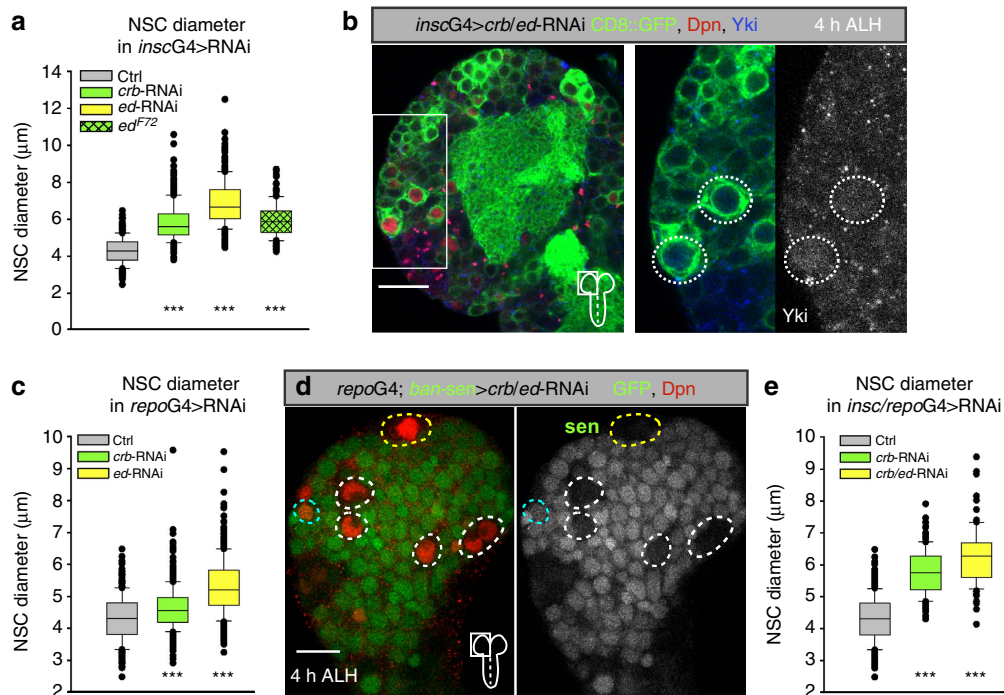 a
NSC diameter
in inscG4>RNAi
NSC diameter (μm)
14
12
10
8
6
4
2
0
Ctrl
crb-RNAi
ed-RNAi
edF72
***
***
***
b
inscG4>crb/ed-RNAi CD8::GFP, Dpn, Yki 4 h ALH
Yki
c
NSC diameter
in repoG4>RNAi
NSC diameter (μm)
10
9
8
7
6
5
4
3
2
Ctrl
crb-RNAi
ed-RNAi
***
***
d
repoG4; ban-sen>crb/ed-RNAi GFP, Dpn
sen
4 h ALH
e
NSC diameter
in insc/repoG4>RNAi
NSC diameter (μm)
10
9
8
7
6
5
4
3
2
Ctrl
crb-RNAi
crb/ed-RNAi
***
***